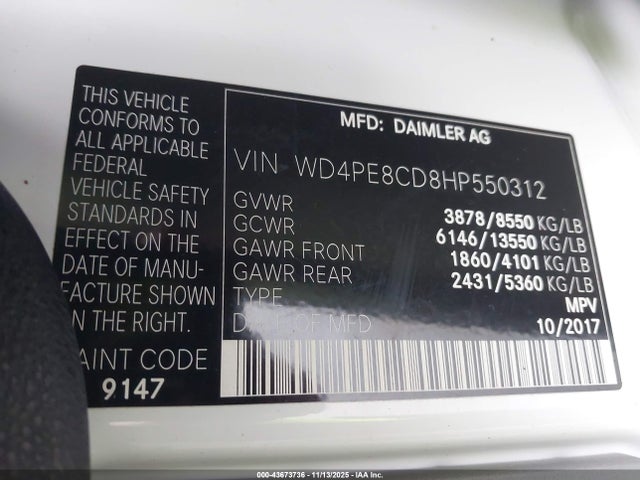 THIS VEHICLE
CONFORMS TO
ALL APPLICABLE
FEDERAL
VEHICLE SAFETY
STANDARDS IN
EFFECT ON THE
DATE OF MANU-
FACTURE SHOWN
IN THE RIGHT.
AINT CODE
9147
MFD: DAIMLER AG
VIN WD4PE8CD8HP550312
GVWR 3878/8550 KG/LB
GCWR 6146/13550 KG/LB
GAWR FRONT 1860/4101 KG/LB
GAWR REAR 2431/5360 KG/LB
TYPE MPV
DATE OF MFD 10/2017
000-43673736 - 11/13/2025 - IAA Inc.